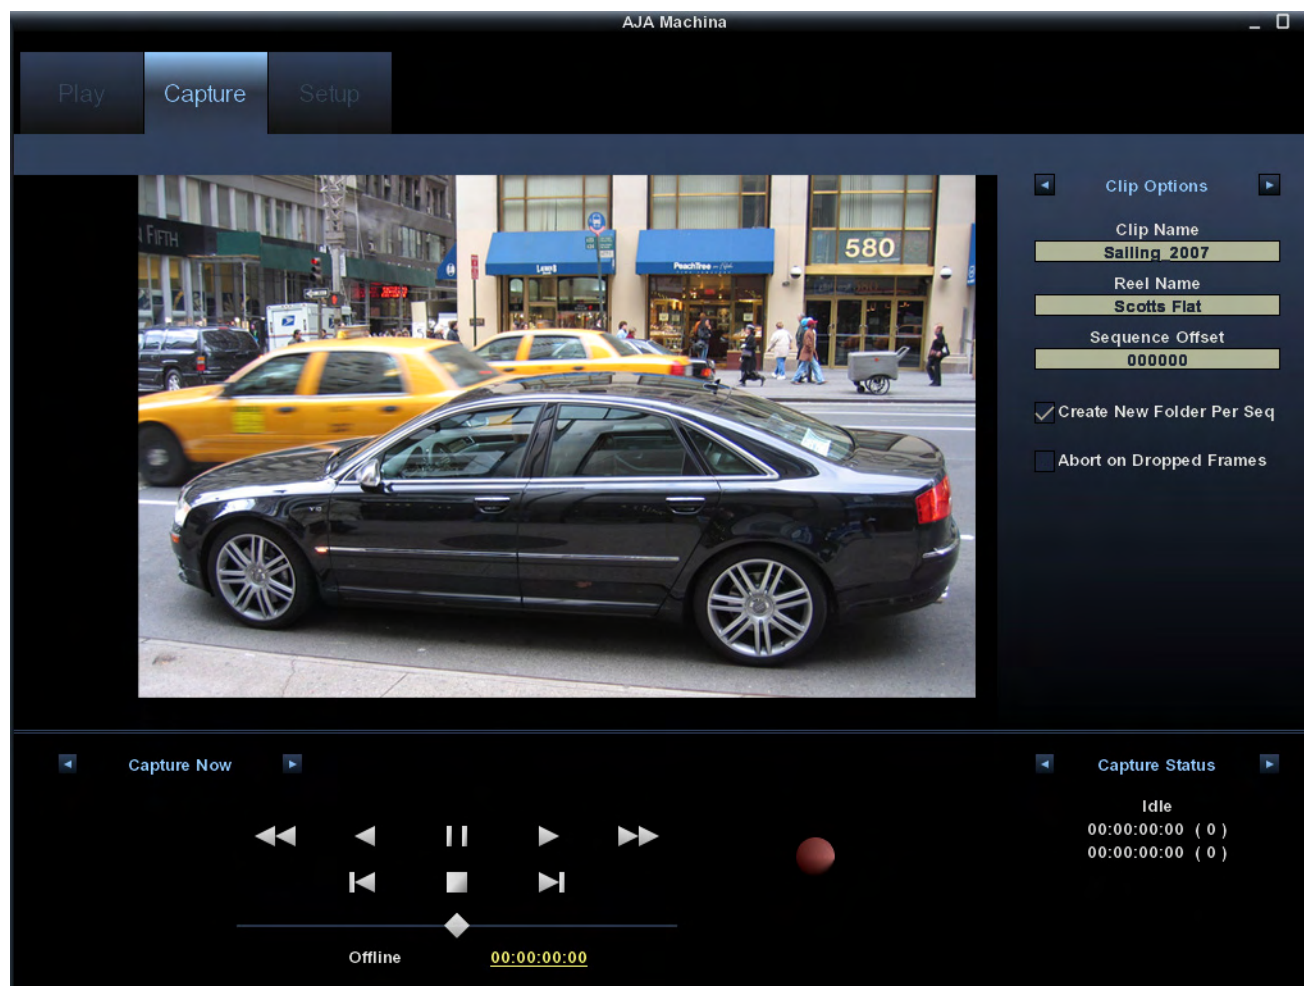 AJA Machina
Play
Capture
Setup
FIFTH
580
PeachTree
Clip Options
Clip Name
Sailing_2007
Reel Name
Scotts Flat
Sequence Offset
000000
Create New Folder Per Seq
Abort on Dropped Frames
Capture Now
Capture Status
Idle
00:00:00:00 ( 0 )
00:00:00:00 ( 0 )
Offline
00:00:00:00